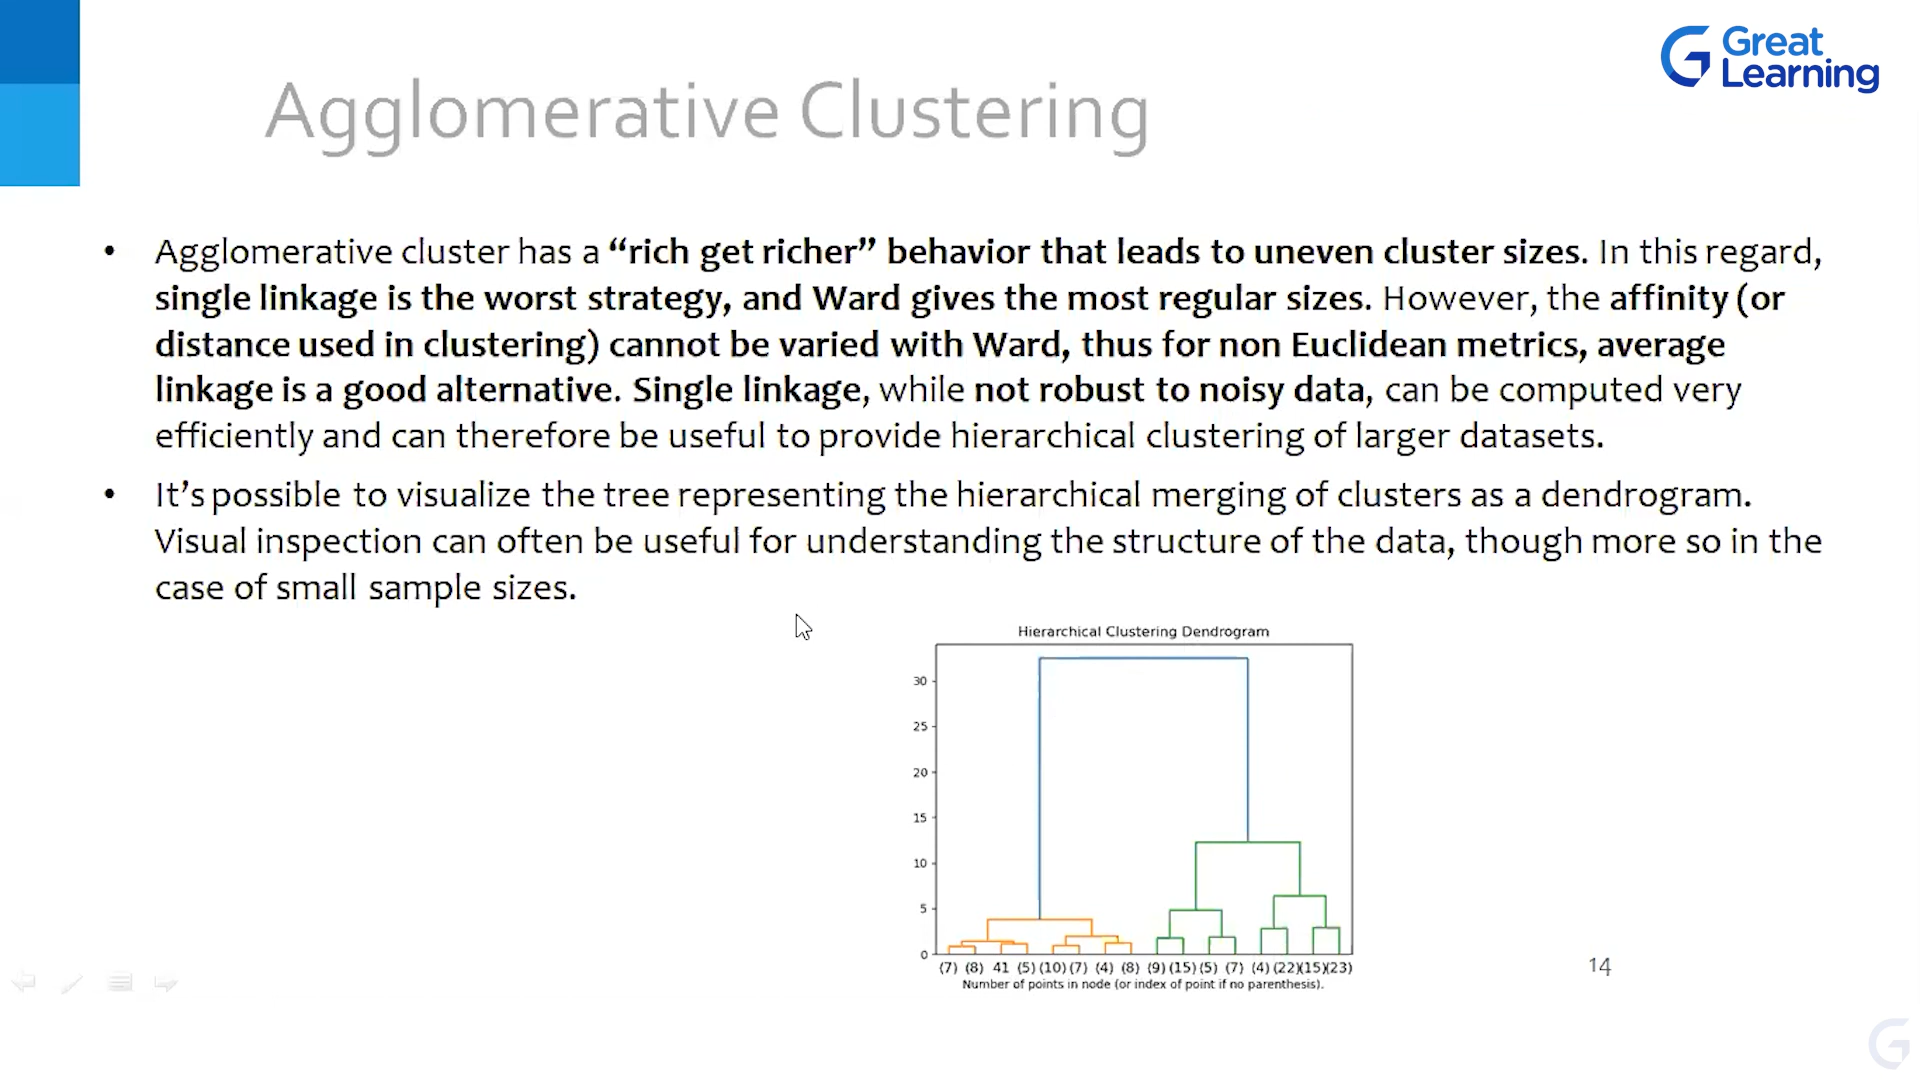 Great
Learning
Agglomerative Clustering
• Agglomerative cluster has a “rich get richer” behavior that leads to uneven cluster sizes. In this regard,
single linkage is the worst strategy, and Ward gives the most regular sizes. However, the affinity (or
distance used in clustering) cannot be varied with Ward, thus for non Euclidean metrics, average
linkage is a good alternative. Single linkage, while not robust to noisy data, can be computed very
efficiently and can therefore be useful to provide hierarchical clustering of larger datasets.
• It’s possible to visualize the tree representing the hierarchical merging of clusters as a dendrogram.
Visual inspection can often be useful for understanding the structure of the data, though more so in the
case of small sample sizes.
Hierarchical Clustering Dendrogram
30
25
20
15
10
5
0
(7) (8) 41 (5) (10) (7) (4) (8) (9) (15) (5) (7) (4) (22)(15)(23)
Number of points in node (or index of point if no parenthesis).
14